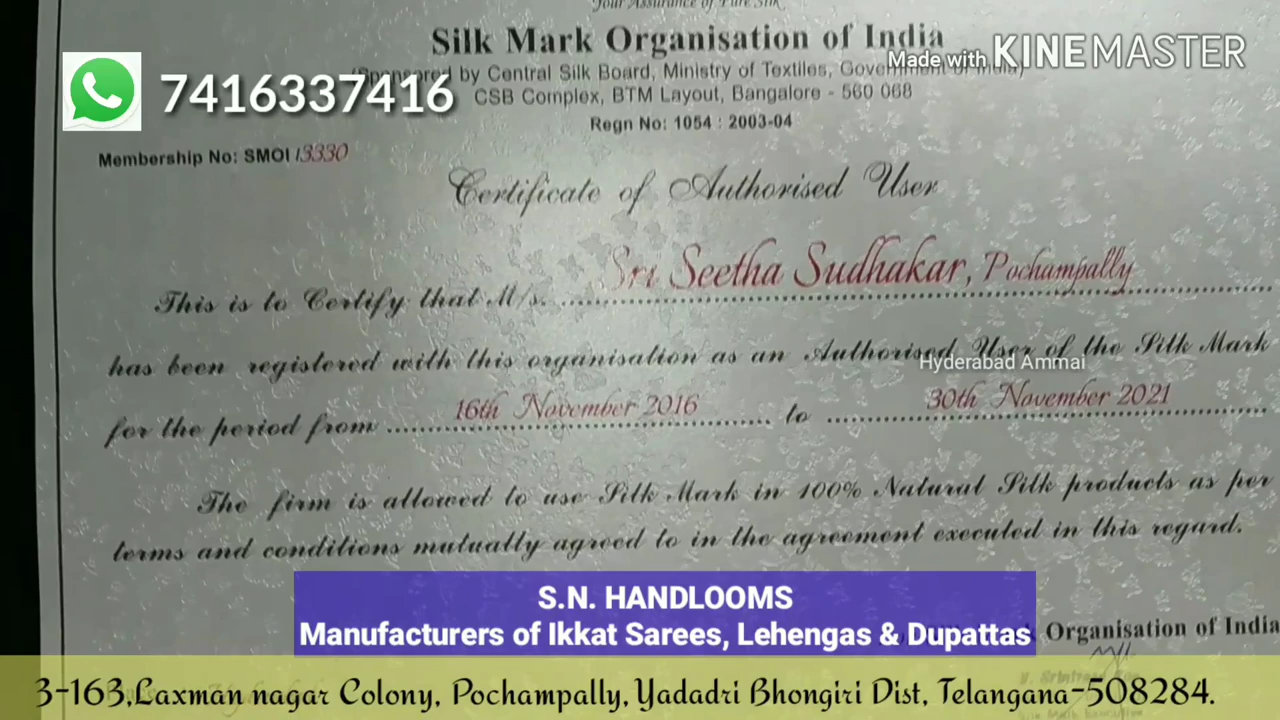 Your Assurance of Pure Silk
Silk Mark Organisation of India
Made with KINEMASTER
(Sponsored by Central Silk Board, Ministry of Textiles, Government of India)
7416337416
CSB Complex, BTM Layout, Bangalore - 560 068
Regn No: 1054 : 2003-04
Membership No: SMOI /3330
Certificate of Authorised User
This is to Certify that M/s. Sri Seetha Sudhakar, Pochampally
has been registered with this organisation as an Authorised User of the Silk Mark
Hyderabad Ammai
for the period from 16th November 2016 to 30th November 2021
The firm is allowed to use Silk Mark in 100% Natural Silk products as per
terms and conditions mutually agreed to in the agreement executed in this regard.
S.N. HANDLOOMS
Manufacturers of Ikkat Sarees, Lehengas & Dupattas
Organisation of India
3-163,Laxman nagar Colony, Pochampally, Yadadri Bhongiri Dist, Telangana-508284.